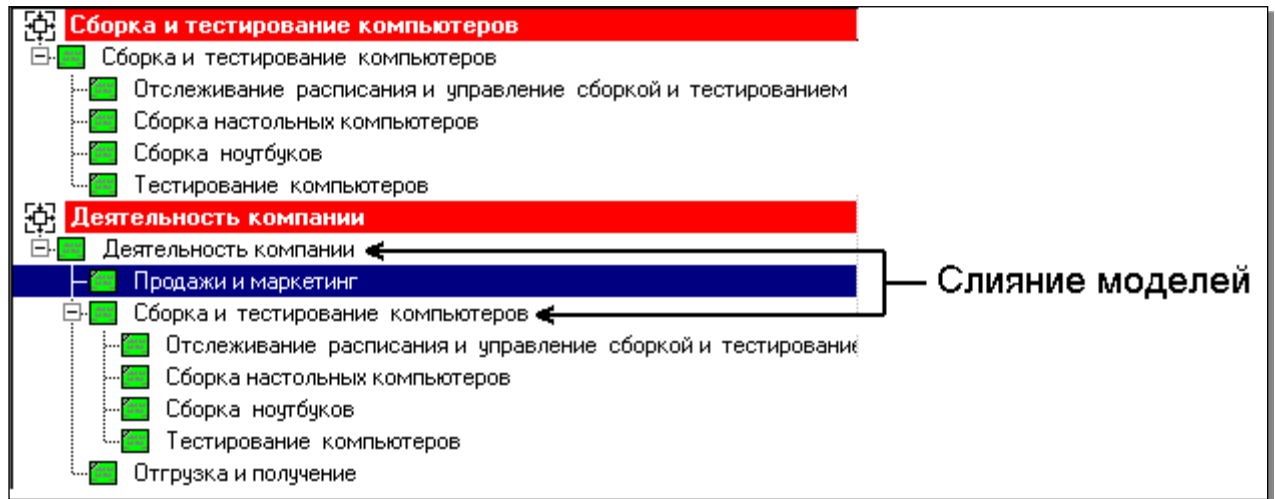 Сборка и тестирование компьютеров
Сборка и тестирование компьютеров
Отслеживание расписания и управление сборкой и тестированием
Сборка настольных компьютеров
Сборка ноутбуков
Тестирование компьютеров
Деятельность компании
Деятельность компании
Продажи и маркетинг
Слияние моделей
Сборка и тестирование компьютеров
Отслеживание расписания и управление сборкой и тестировани
Сборка настольных компьютеров
Сборка ноутбуков
Тестирование компьютеров
Отгрузка и получение